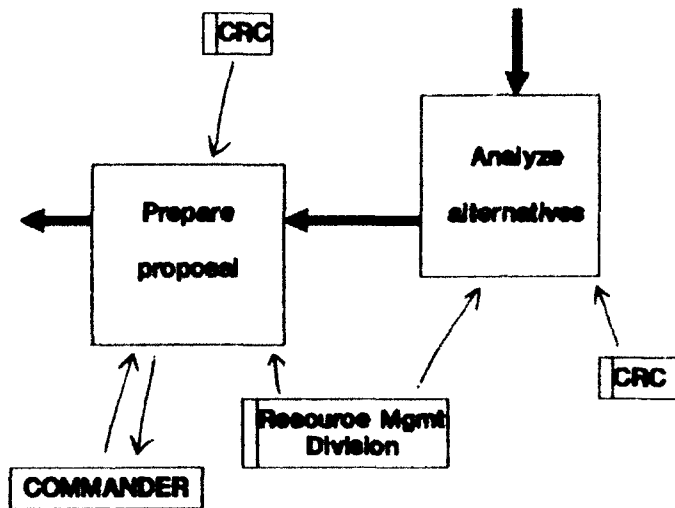 CRC
Analyze
alternatives
Prepare
proposal
CRC
Resource Mgmt
Division
COMMANDER